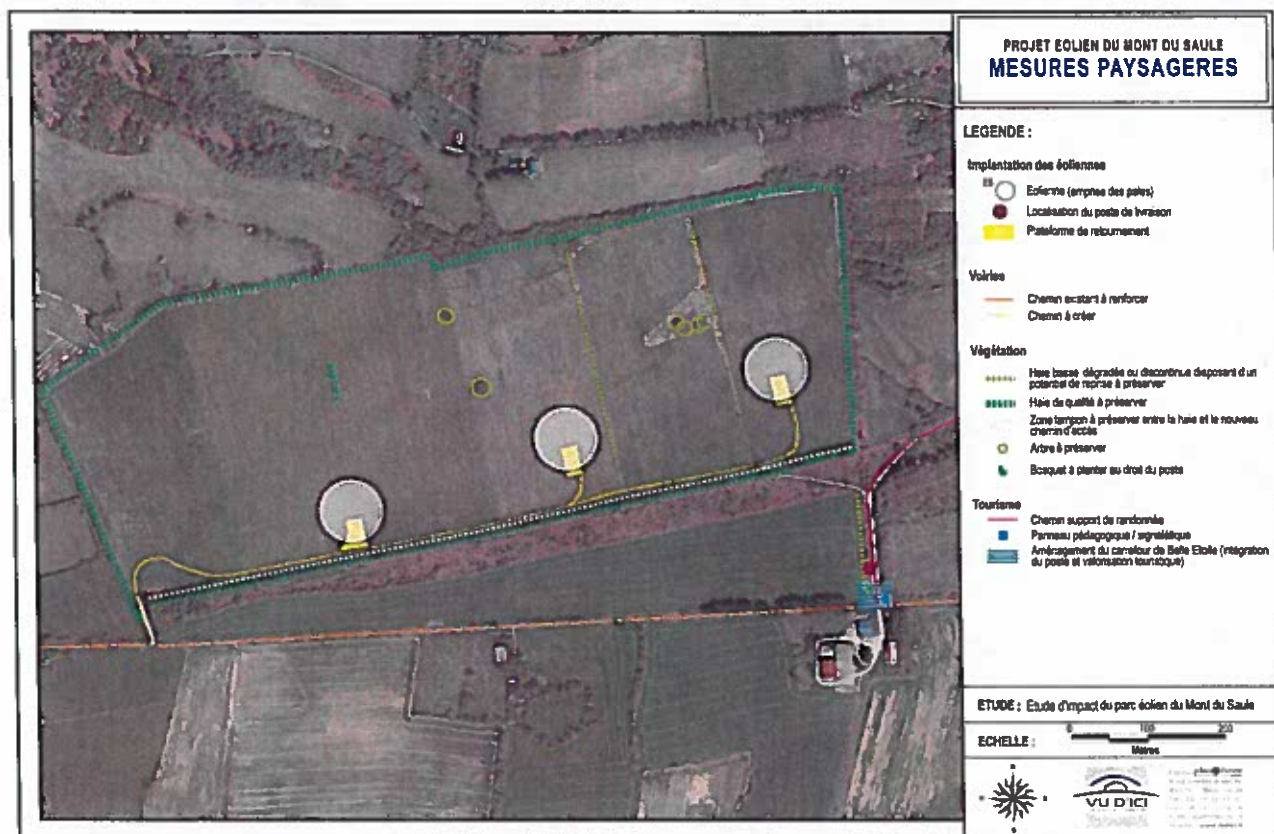 PROJET EOLIEN DU MONT DU SAULE
MESURES PAYSAGERES
LEGENDE :
Implantation des éoliennes
Eolienne (emprise des pales)
Localisation du poste de livraison
Plateforme de retournement
Voiries
Chemin existant à renforcer
Chemin à créer
Végétation
Haie basse dégradée ou discontinue disposant d'un
potentiel de reprise à préserver
Haie de qualité à préserver
Zone tampon à préserver entre la haie et le nouveau
chemin d'accès
Arbre à préserver
Bosquet à planter au droit du poste
Tourisme
Chemin support de randonnée
Panneau pédagogique / signalétique
Aménagement du carrefour de Belle Etoile (intégration
du poste et valorisation touristique)
ETUDE : Etude d'impact du parc éolien du Mont du Saule
ECHELLE :
0 100 200
Mètres
VU D'ICI